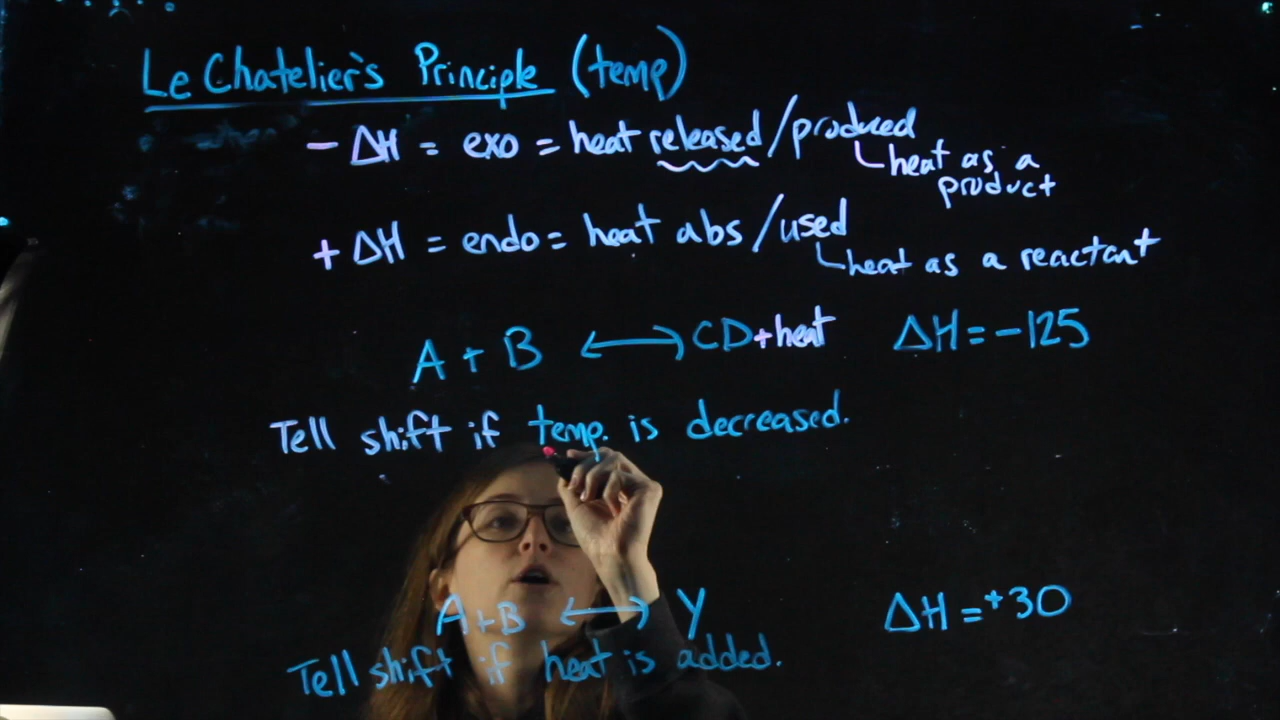 Le Chatelier's Principle (temp)
- ΔH = exo = heat released/produced
heat as a
product
+ ΔH = endo = heat abs/used
heat as a reactant
A + B ⟷ CD + heat ΔH = -125
Tell shift if temp. is decreased.
A + B ⟷ Y ΔH = +30
Tell shift if heat is added.